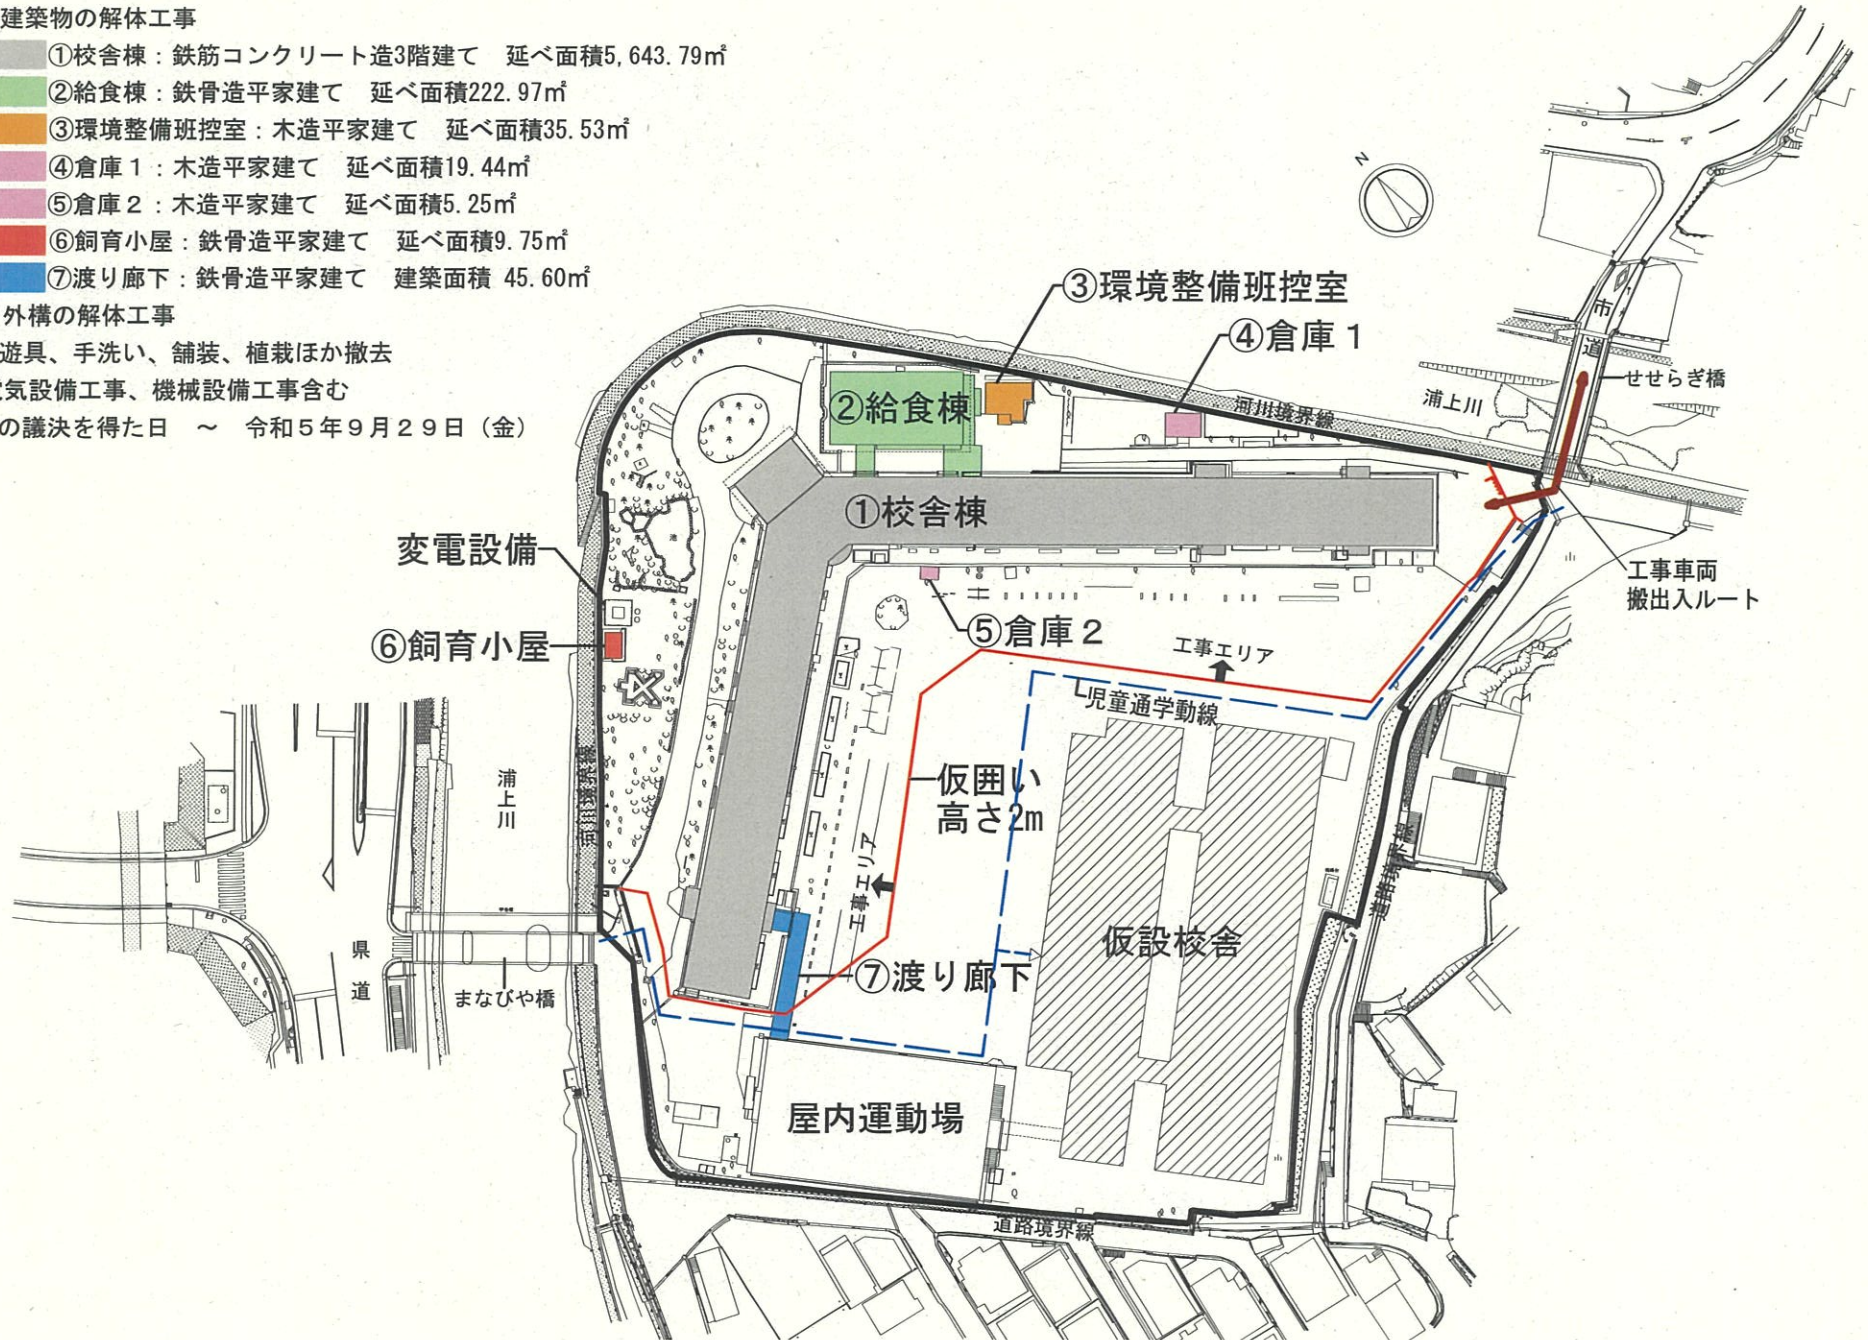 建築物の解体工事
①校舎棟：鉄筋コンクリート造3階建て　延べ面積5,643.79㎡
②給食棟：鉄骨造平家建て　延べ面積222.97㎡
③環境整備班控室：木造平家建て　延べ面積35.53㎡
④倉庫１：木造平家建て　延べ面積19.44㎡
⑤倉庫２：木造平家建て　延べ面積5.25㎡
⑥飼育小屋：鉄骨造平家建て　延べ面積9.75㎡
⑦渡り廊下：鉄骨造平家建て　建築面積 45.60㎡
外構の解体工事
遊具、手洗い、舗装、植栽ほか撤去
気設備工事、機械設備工事含む
の議決を得た日　～　令和５年９月２９日（金）
N
③環境整備班控室
④倉庫１
市道
せせらぎ橋
浦上川
河川境界線
②給食棟
①校舎棟
変電設備
池
工事車両
搬出入ルート
⑤倉庫２
⑥飼育小屋
工事エリア
児童通学動線
仮囲い
高さ2m
浦上川
河川境界線
工事エリア
道路境界線
仮設校舎
⑦渡り廊下
県道
まなびや橋
屋内運動場
道路境界線